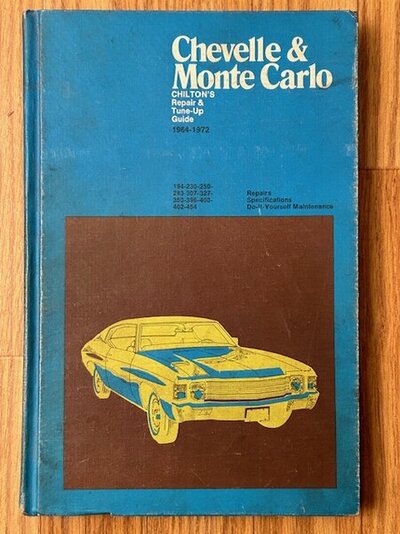 Chevelle &
Monte Carlo
CHILTON'S
Repair &
Tune-Up
Guide
1964-1972
194-230-250-
283-307-327-
350-396-400-
402-454
Repairs
Specifications
Do-It-Yourself Maintenance